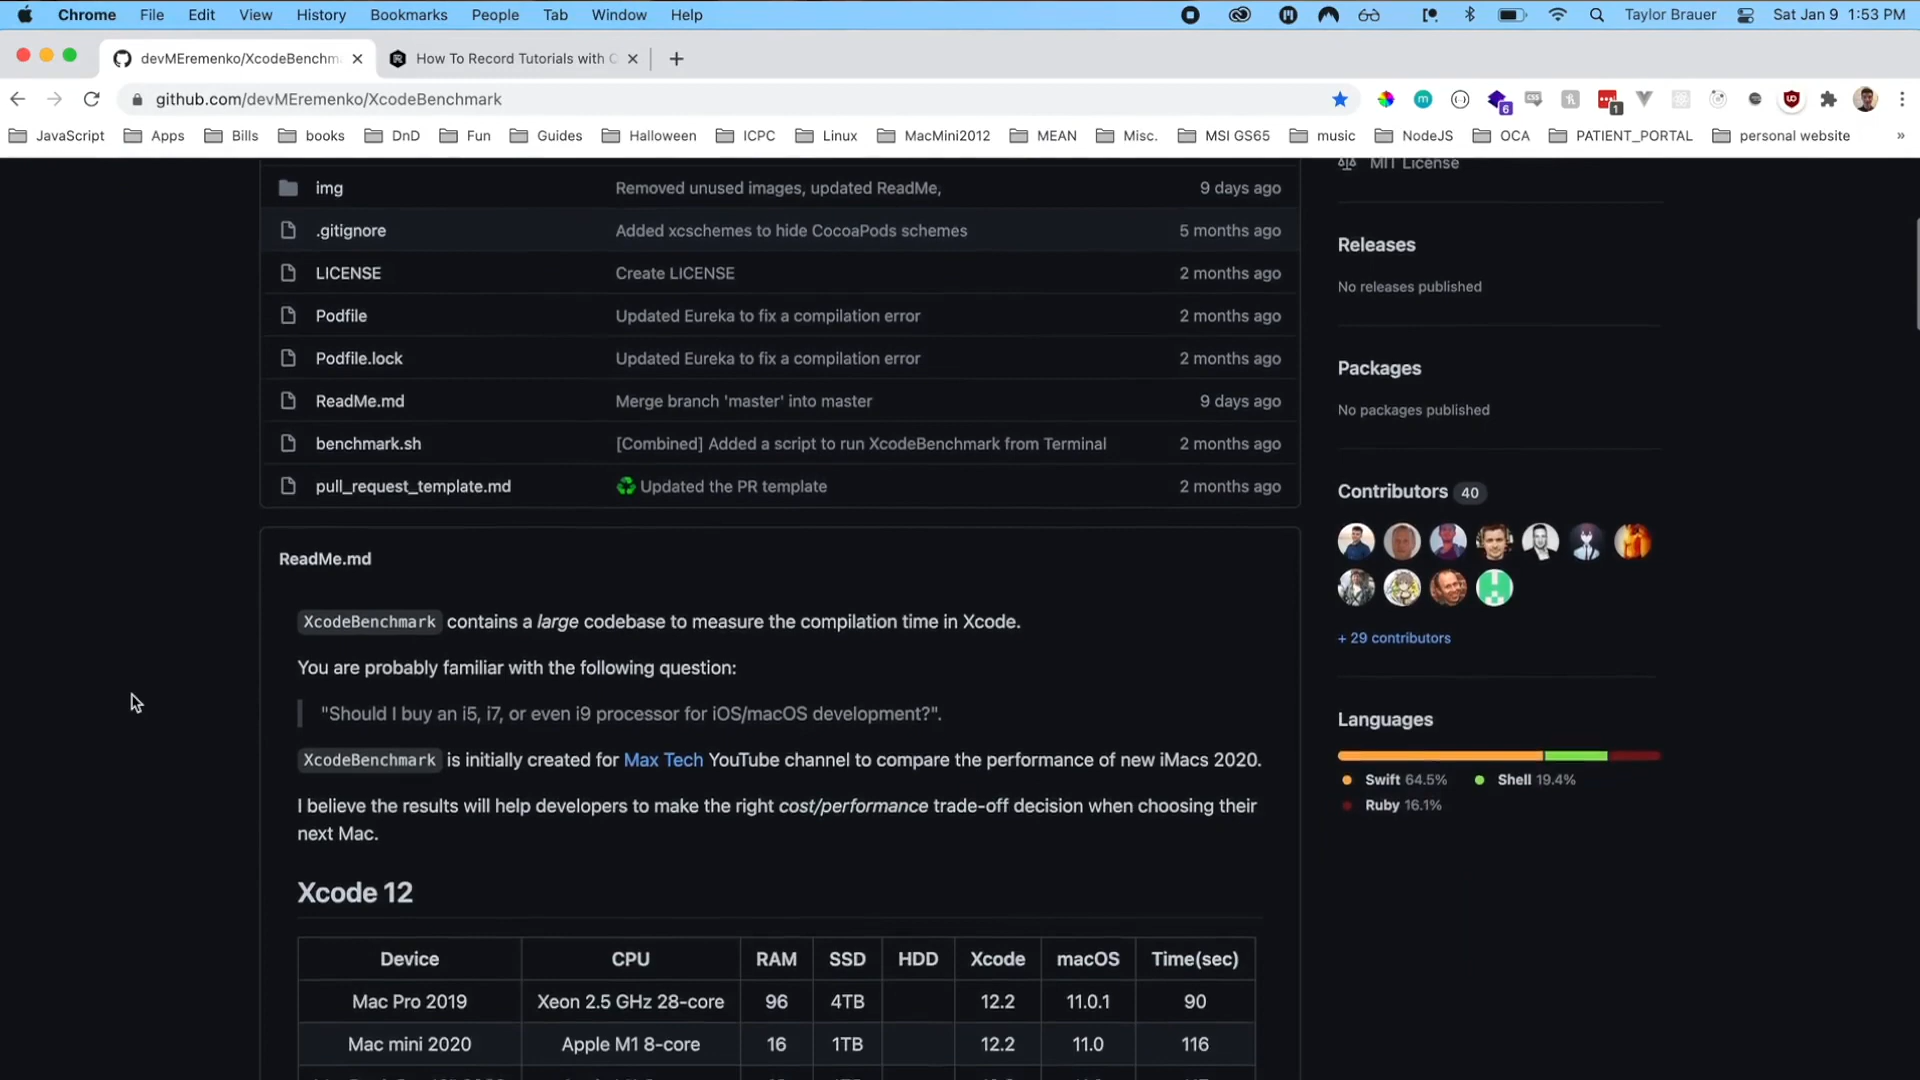 Chrome File Edit View History Bookmarks People Tab Window Help Taylor Brauer Sat Jan 9 1:53 PM
devMEremenko/XcodeBenchm How To Record Tutorials with
github.com/devMEremenko/XcodeBenchmark
JavaScript Apps Bills books DnD Fun Guides Halloween ICPC Linux MacMini2012 MEAN Misc. MSI GS65 music NodeJS OCA PATIENT_PORTAL personal website »
MIT License
img Removed unused images, updated ReadMe, 9 days ago
.gitignore Added xcschemes to hide CocoaPods schemes 5 months ago
LICENSE Create LICENSE 2 months ago
Podfile Updated Eureka to fix a compilation error 2 months ago
Podfile.lock Updated Eureka to fix a compilation error 2 months ago
ReadMe.md Merge branch 'master' into master 9 days ago
benchmark.sh [Combined] Added a script to run XcodeBenchmark from Terminal 2 months ago
pull_request_template.md Updated the PR template 2 months ago
Releases
No releases published
Packages
No packages published
Contributors 40
+ 29 contributors
Languages
Swift 64.5% Shell 19.4%
Ruby 16.1%
ReadMe.md
XcodeBenchmark contains a large codebase to measure the compilation time in Xcode.
You are probably familiar with the following question:
"Should I buy an i5, i7, or even i9 processor for iOS/macOS development?".
XcodeBenchmark is initially created for Max Tech YouTube channel to compare the performance of new iMacs 2020.
I believe the results will help developers to make the right cost/performance trade-off decision when choosing their
next Mac.
Xcode 12
Device CPU RAM SSD HDD Xcode macOS Time(sec)
Mac Pro 2019 Xeon 2.5 GHz 28-core 96 4TB 12.2 11.0.1 90
Mac mini 2020 Apple M1 8-core 16 1TB 12.2 11.0 116